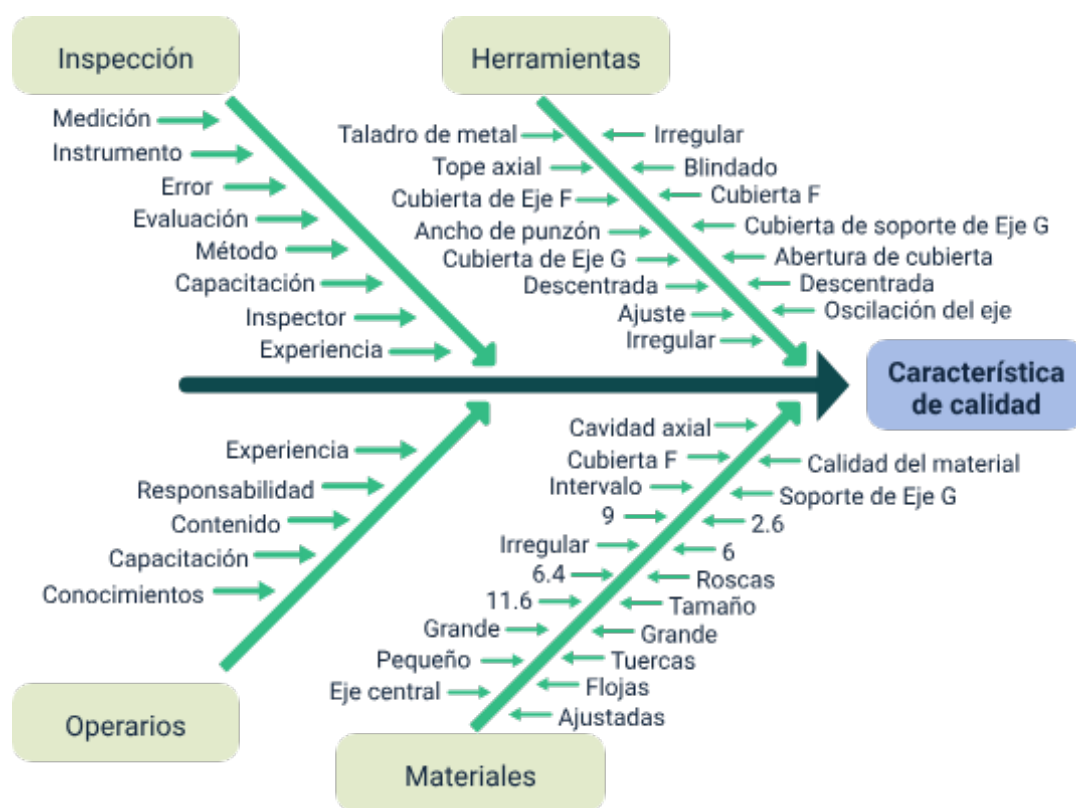 Inspección
Medición
Instrumento
Error
Evaluación
Método
Capacitación
Inspector
Experiencia
Herramientas
Taladro de metal
Tope axial
Cubierta de Eje F
Ancho de punzón
Cubierta de Eje G
Descentrada
Ajuste
Irregular
Irregular
Blindado
Cubierta F
Cubierta de soporte de Eje G
Abertura de cubierta
Descentrada
Oscilación del eje
Característica
de calidad
Experiencia
Responsabilidad
Contenido
Capacitación
Conocimientos
Operarios
Cavidad axial
Cubierta F
Intervalo
9
Irregular
6.4
11.6
Grande
Pequeño
Eje central
Calidad del material
Soporte de Eje G
2.6
6
Roscas
Tamaño
Grande
Tuercas
Flojas
Ajustadas
Materiales